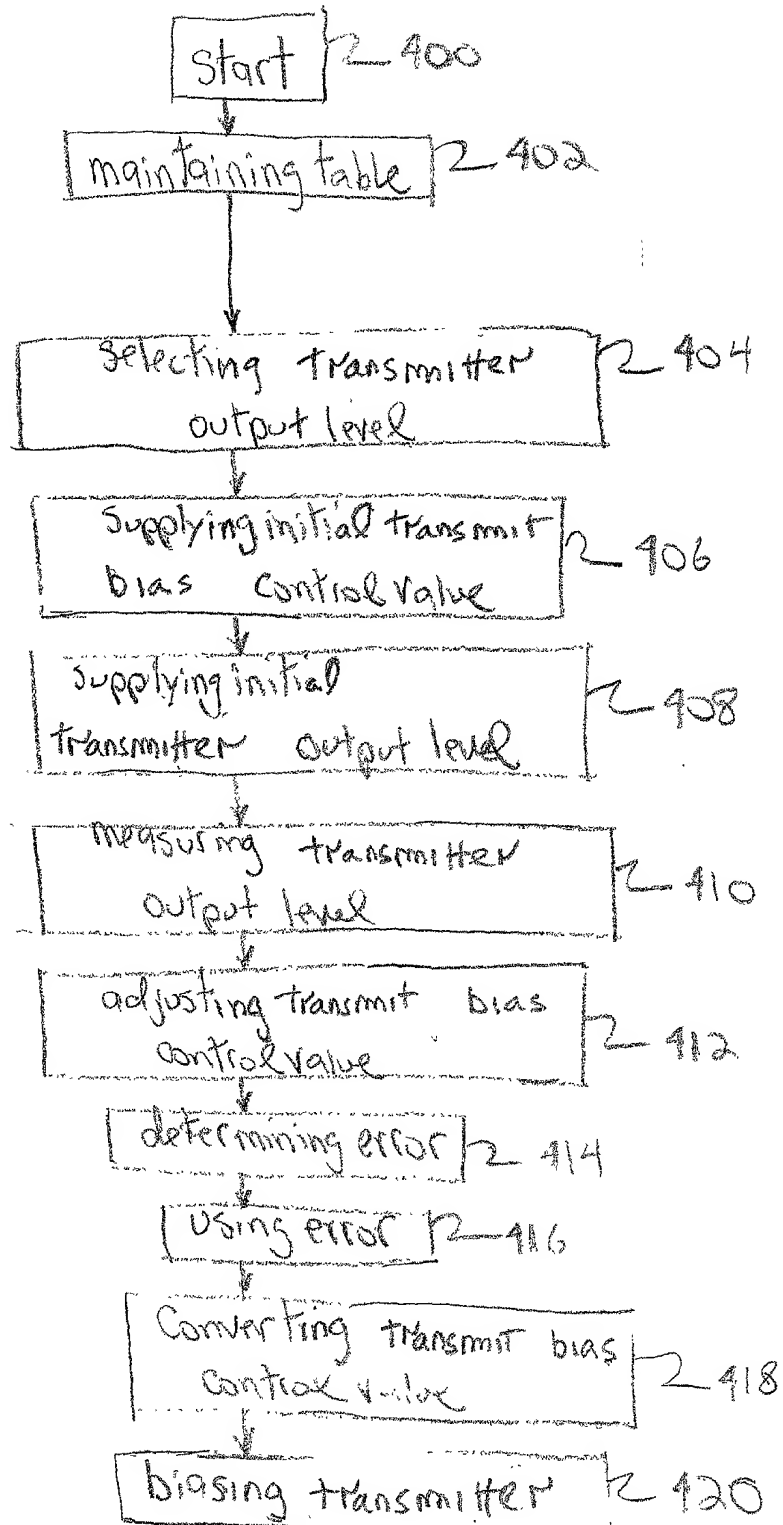 Start 400
maintaining table 402
Selecting transmitter 404
output level
Supplying initial transmit
bias control value 406
supplying initial
transmitter output level 408
measuring transmitter
output level 410
adjusting transmit bias
control value 412
determining error 414
using error 416
Converting transmit bias
control value 418
biasing transmitter 420